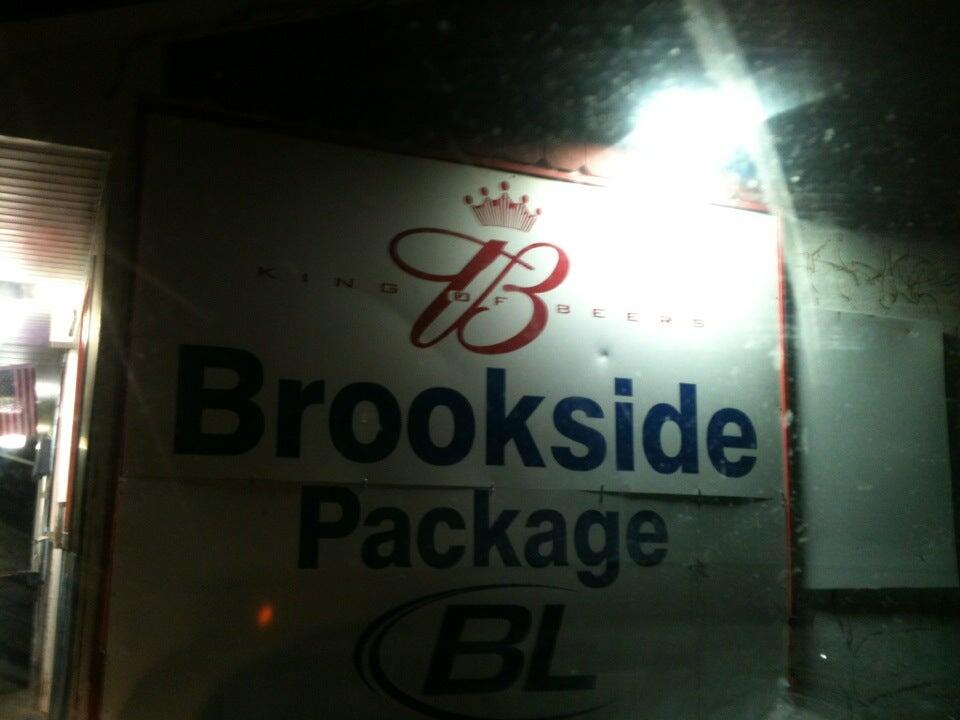 B
KING OF BEERS
Brookside
Package
BL